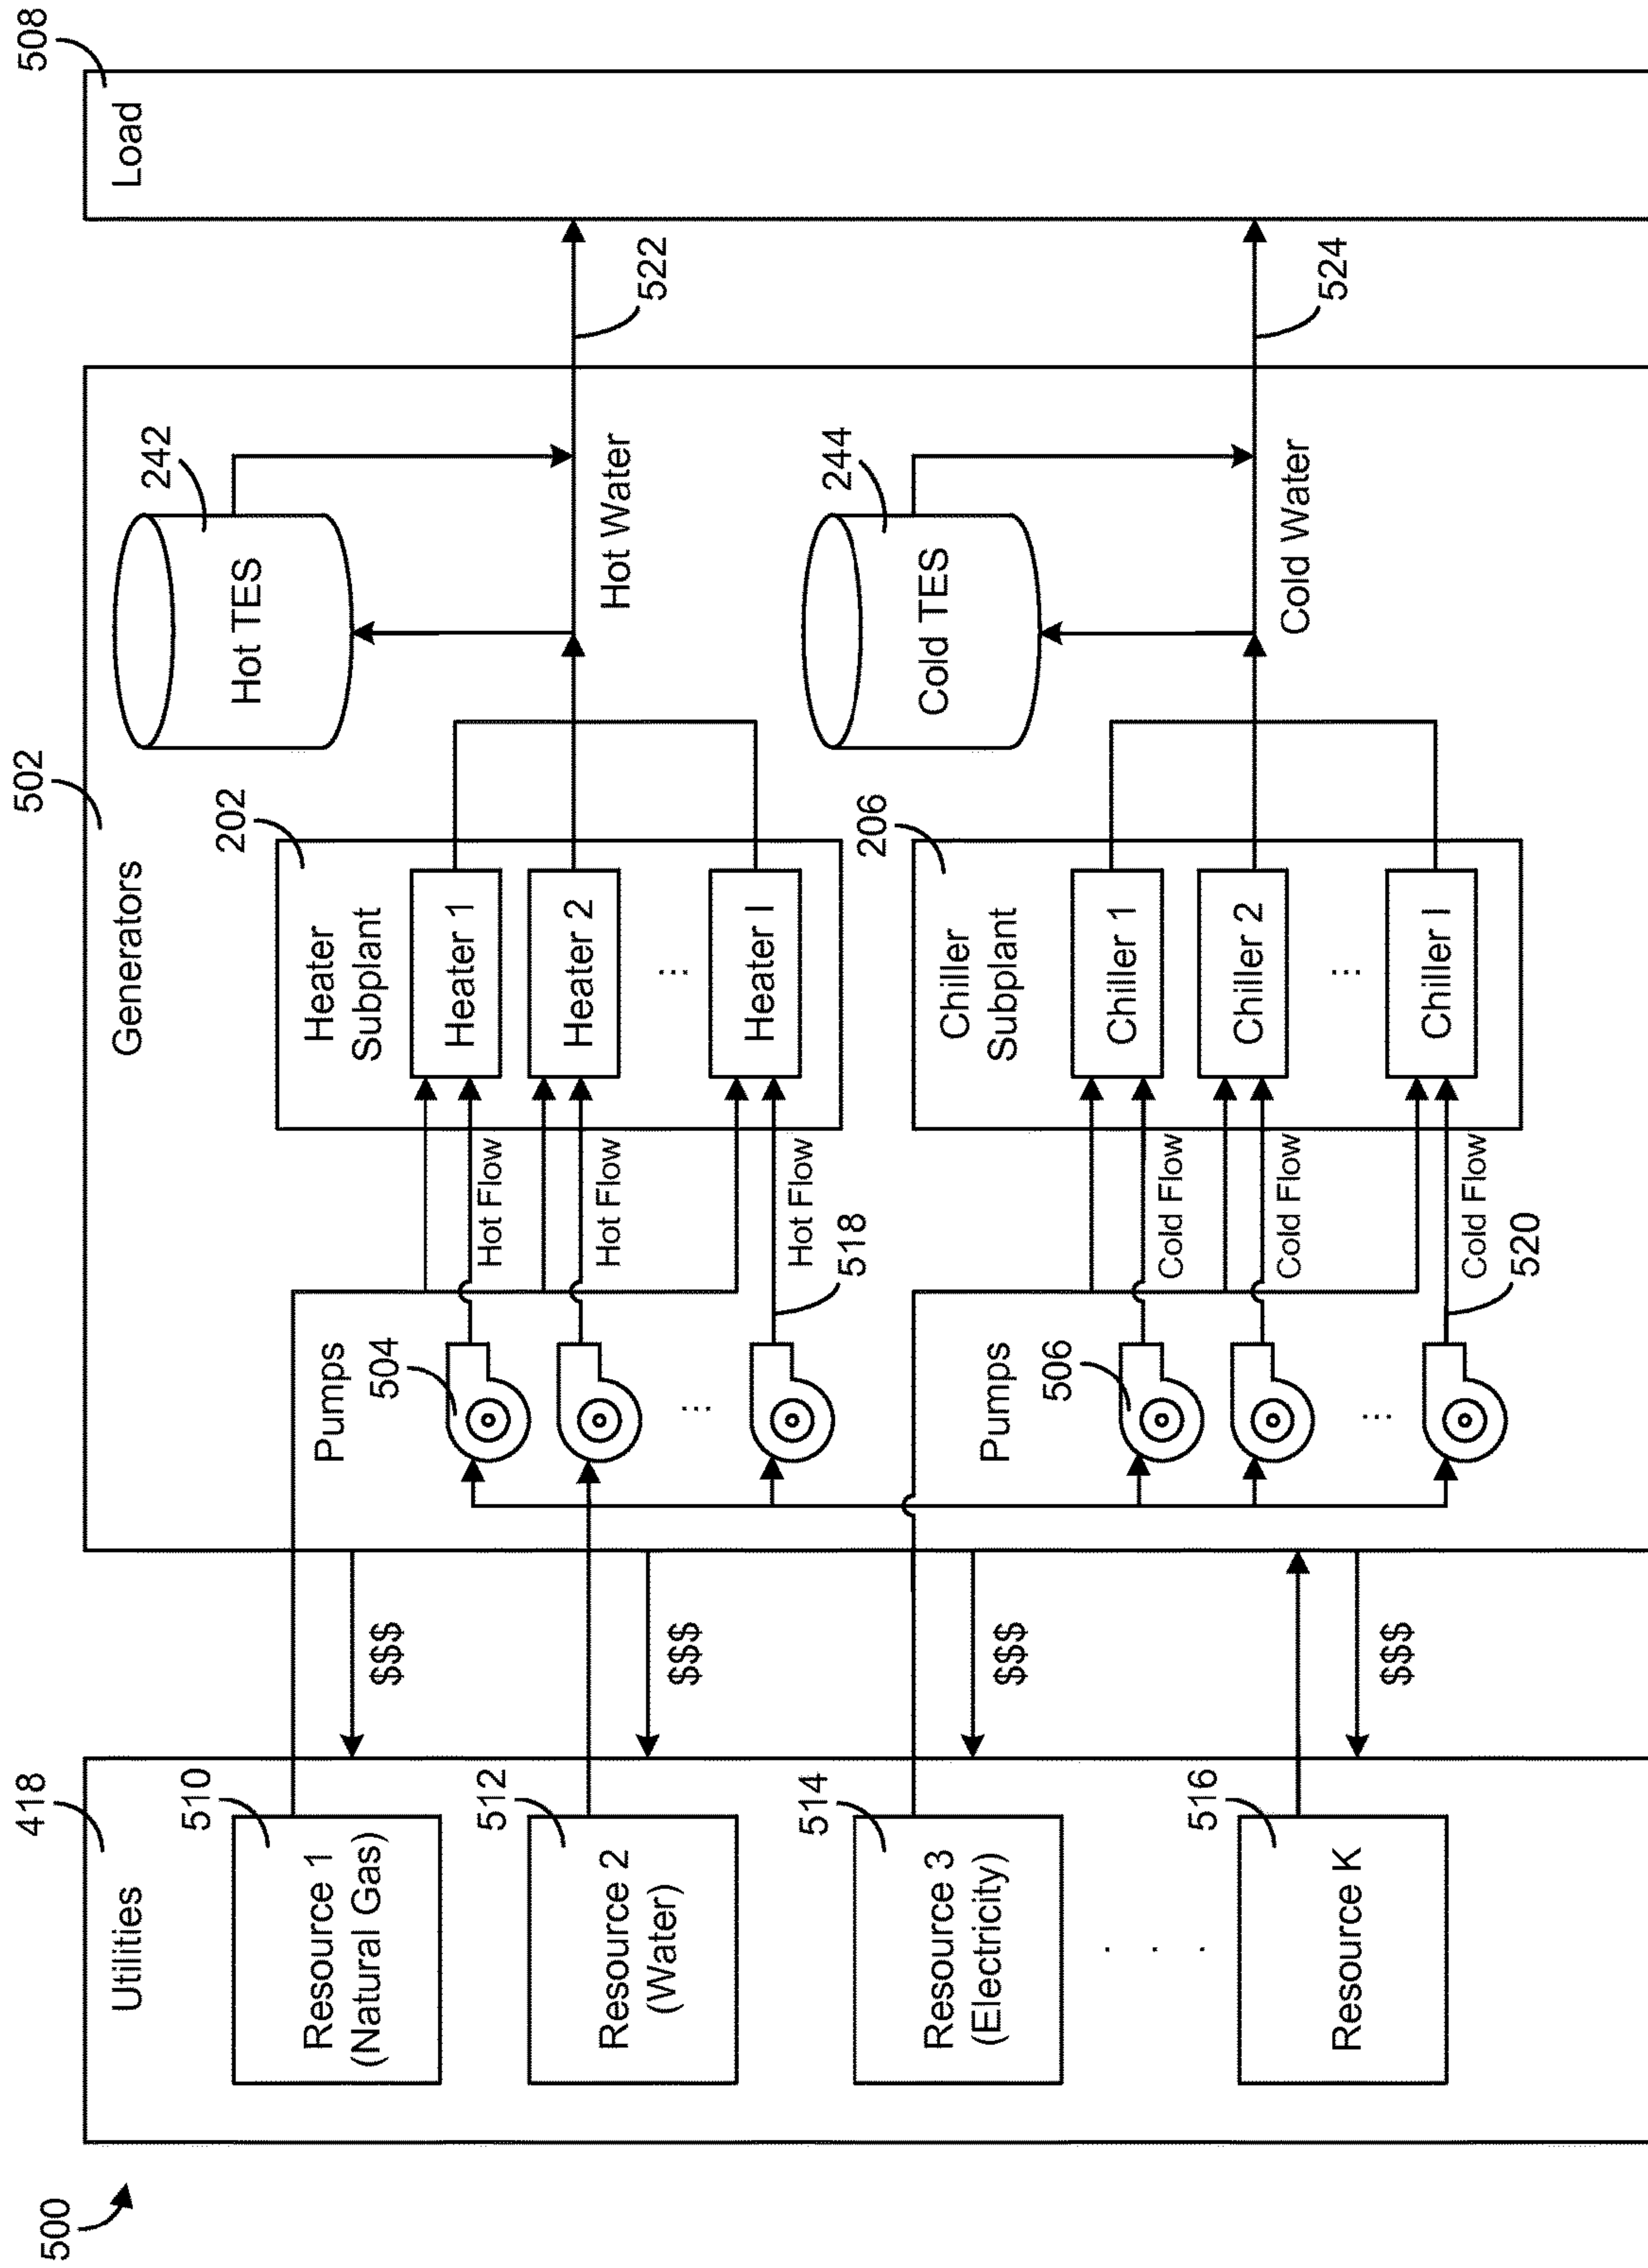 500
418
Utilities
510
Resource 1
(Natural Gas)
512
Resource 2
(Water)
514
Resource 3
(Electricity)
. . .
516
Resource K
$$$
$$$
$$$
$$$
502
Generators
Pumps
504
...
518
Hot Flow
Hot Flow
Hot Flow
202
Heater
Subplant
Heater 1
Heater 2
...
Heater I
242
Hot TES
Hot Water
522
Pumps
506
...
520
Cold Flow
Cold Flow
Cold Flow
206
Chiller
Subplant
Chiller 1
Chiller 2
...
Chiller I
244
Cold TES
Cold Water
524
508
Load